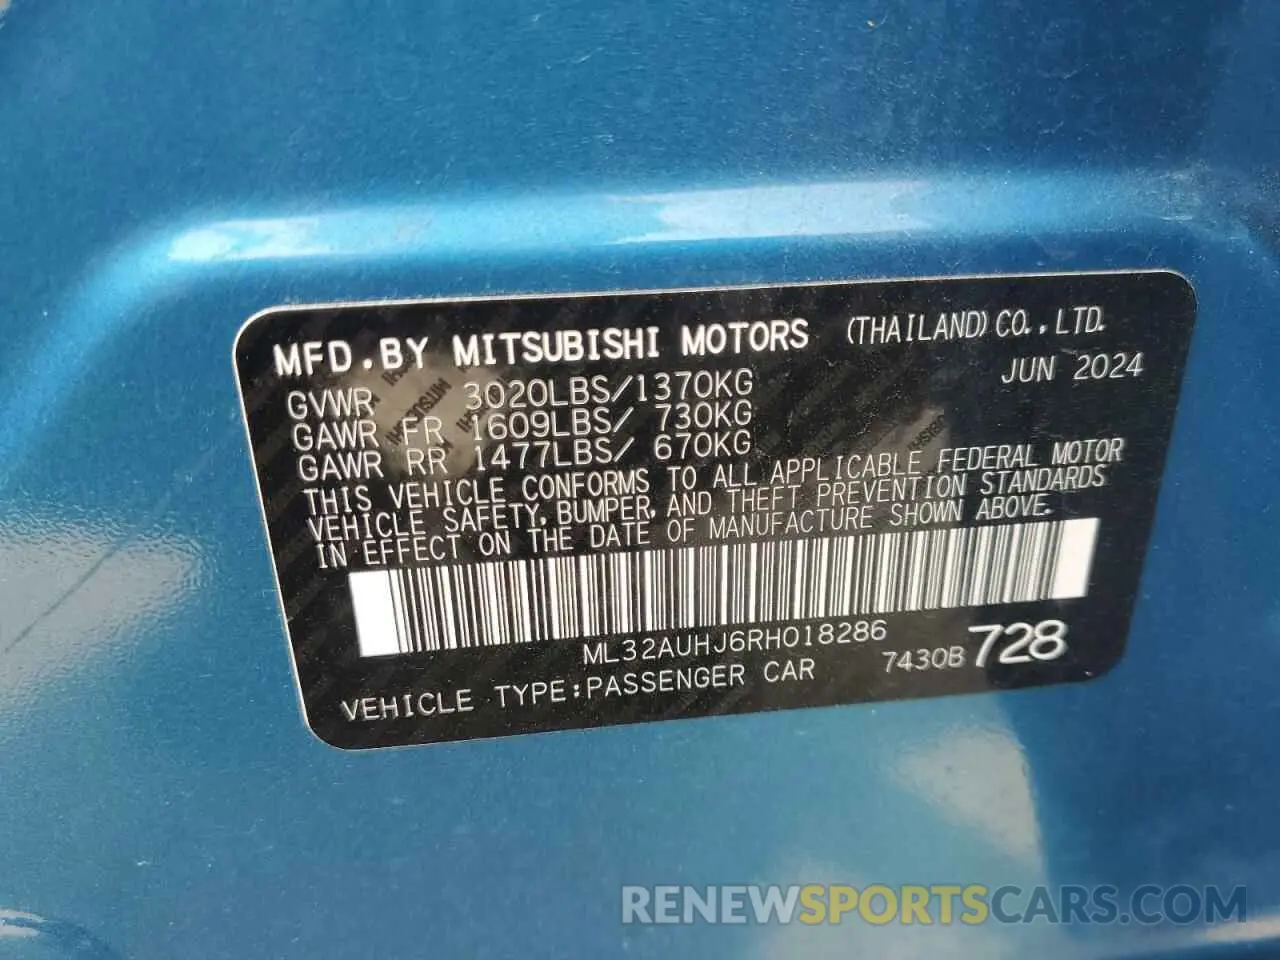 MFD.BY MITSUBISHI MOTORS (THAILAND) CO., LTD.
JUN 2024
GVWR 3020LBS/1370KG
GAWR FR 1609LBS/ 730KG
GAWR RR 1477LBS/ 670KG
THIS VEHICLE CONFORMS TO ALL APPLICABLE FEDERAL MOTOR
VEHICLE SAFETY, BUMPER, AND THEFT PREVENTION STANDARDS
IN EFFECT ON THE DATE OF MANUFACTURE SHOWN ABOVE.
ML32AUHJ6RH018286
VEHICLE TYPE:PASSENGER CAR 7430B 728
RENEWSPORTSCARS.COM